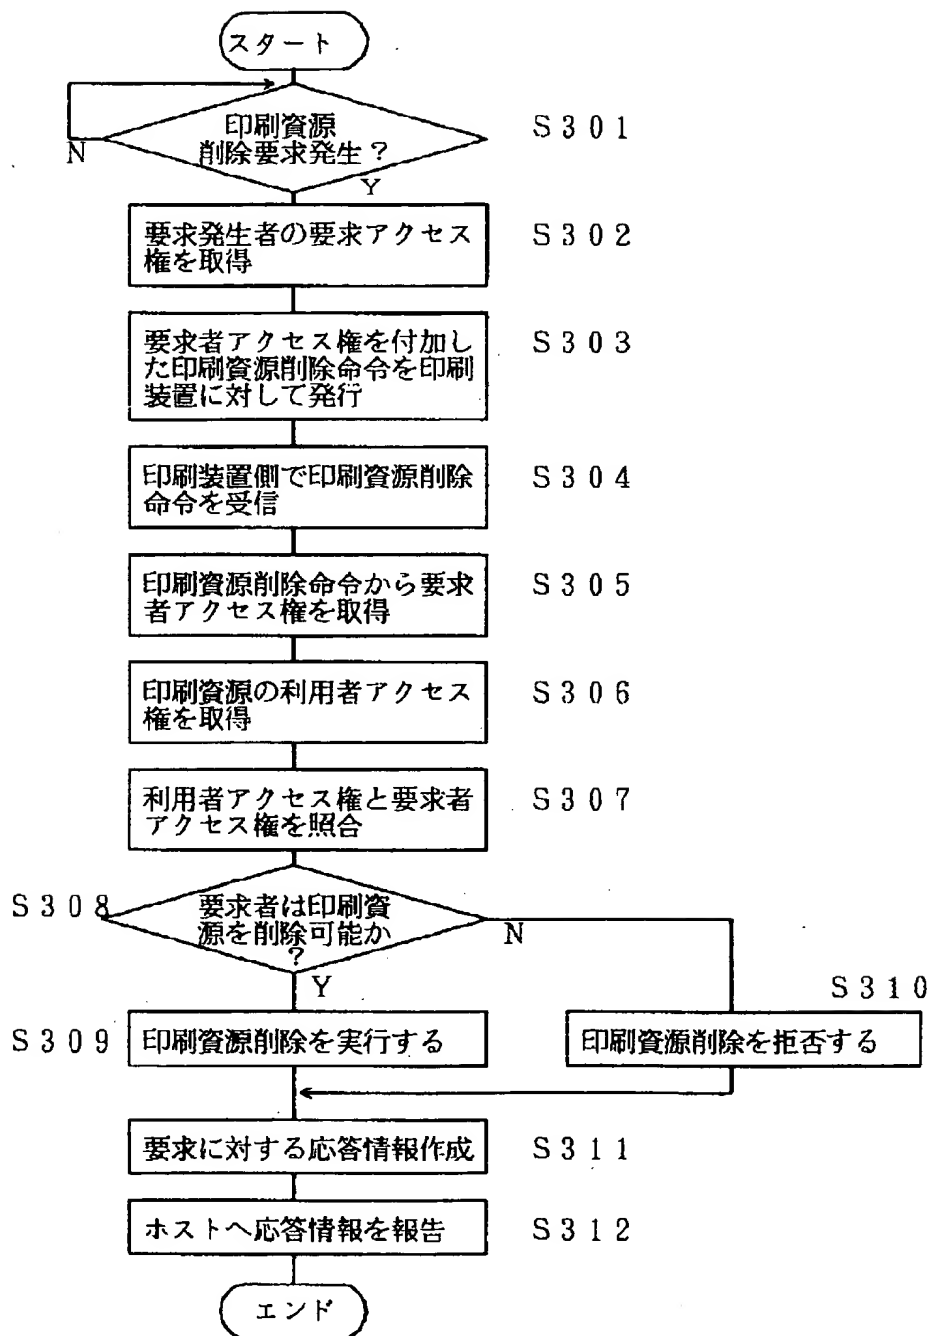 スタート
印刷資源
削除要求発生？
S301
N
Y
要求発生者の要求アクセス
権を取得
S302
要求者アクセス権を付加し
た印刷資源削除命令を印刷
装置に対して発行
S303
印刷装置側で印刷資源削除
命令を受信
S304
印刷資源削除命令から要求
者アクセス権を取得
S305
印刷資源の利用者アクセス
権を取得
S306
利用者アクセス権と要求者
アクセス権を照合
S307
S308
要求者は印刷資
源を削除可能か
？
N
Y
S310
S309
印刷資源削除を実行する
印刷資源削除を拒否する
要求に対する応答情報作成
S311
ホストへ応答情報を報告
S312
エンド